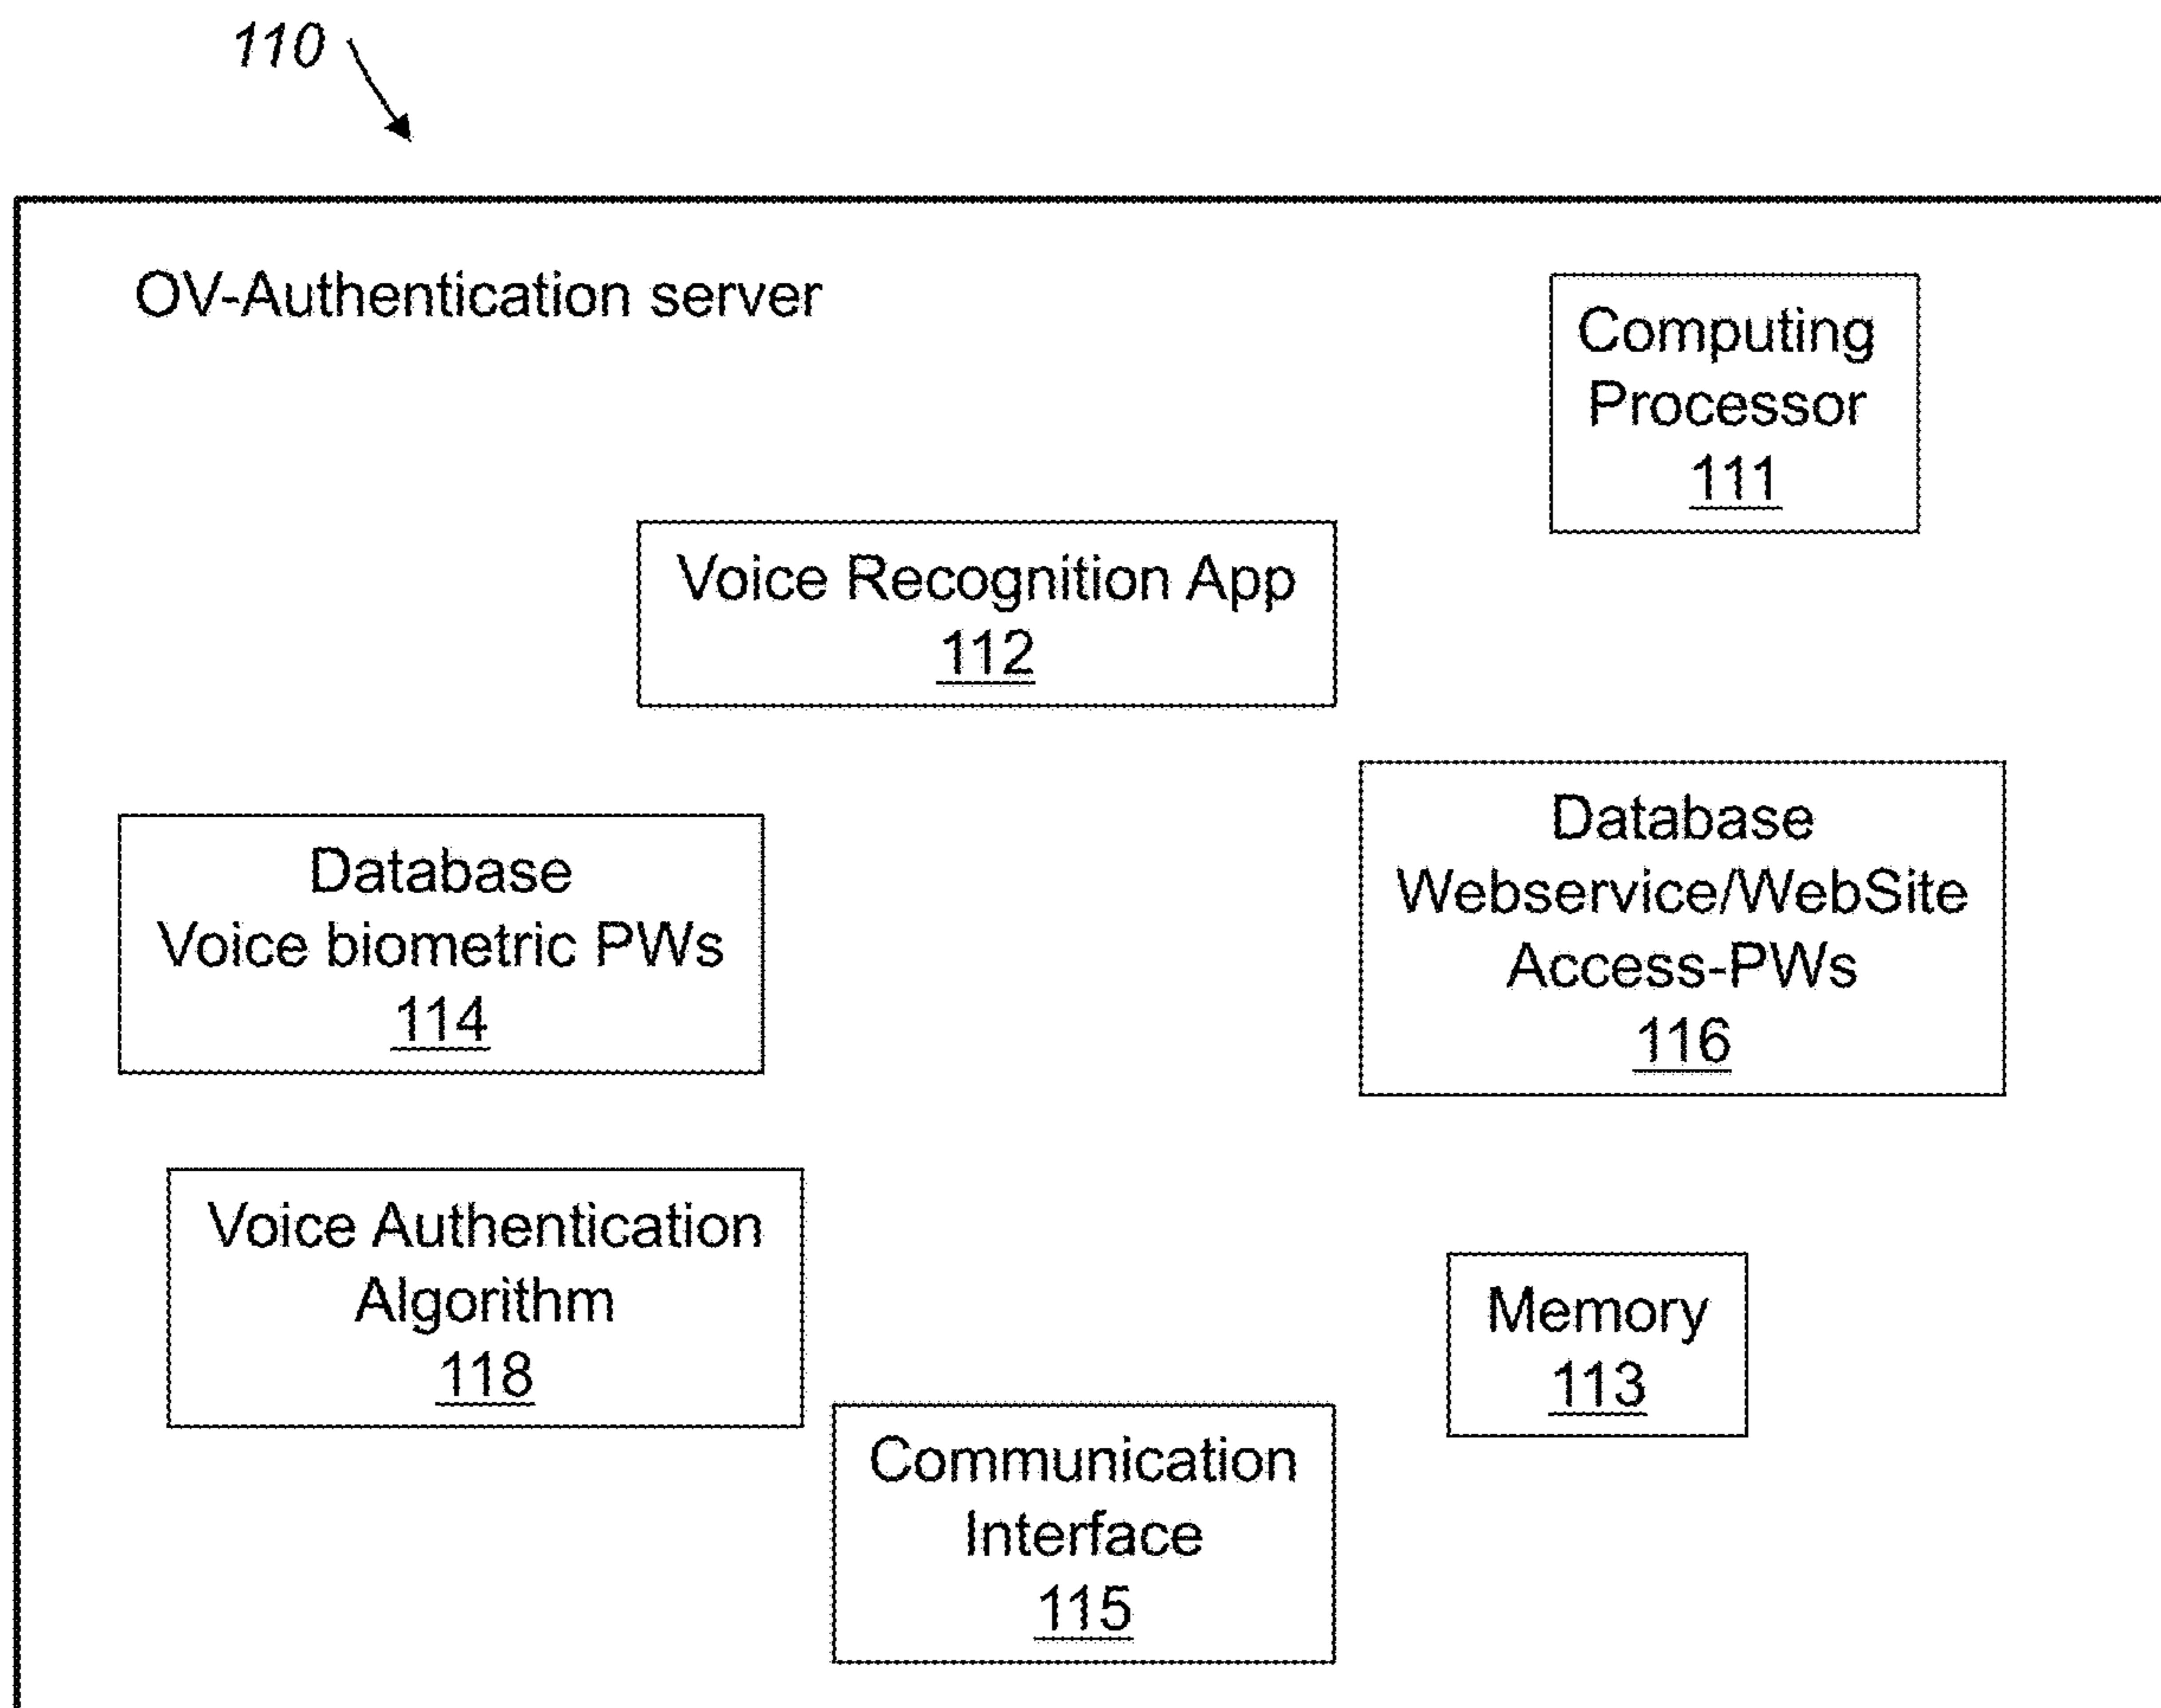 110
OV-Authentication server
Computing
Processor
111
Voice Recognition App
112
Database
Voice biometric PWs
114
Database
Webservice/WebSite
Access-PWs
116
Voice Authentication
Algorithm
118
Memory
113
Communication
Interface
115